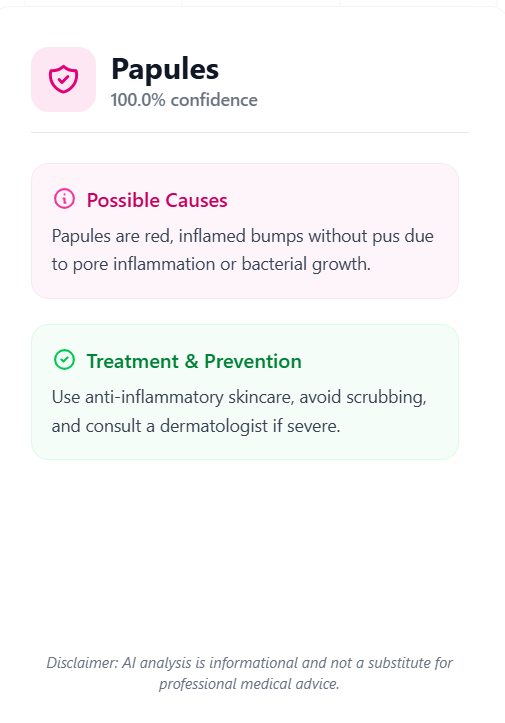 Papules
100.0% confidence
Possible Causes
Papules are red, inflamed bumps without pus due
to pore inflammation or bacterial growth.
Treatment & Prevention
Use anti-inflammatory skincare, avoid scrubbing,
and consult a dermatologist if severe.
Disclaimer: AI analysis is informational and not a substitute for
professional medical advice.